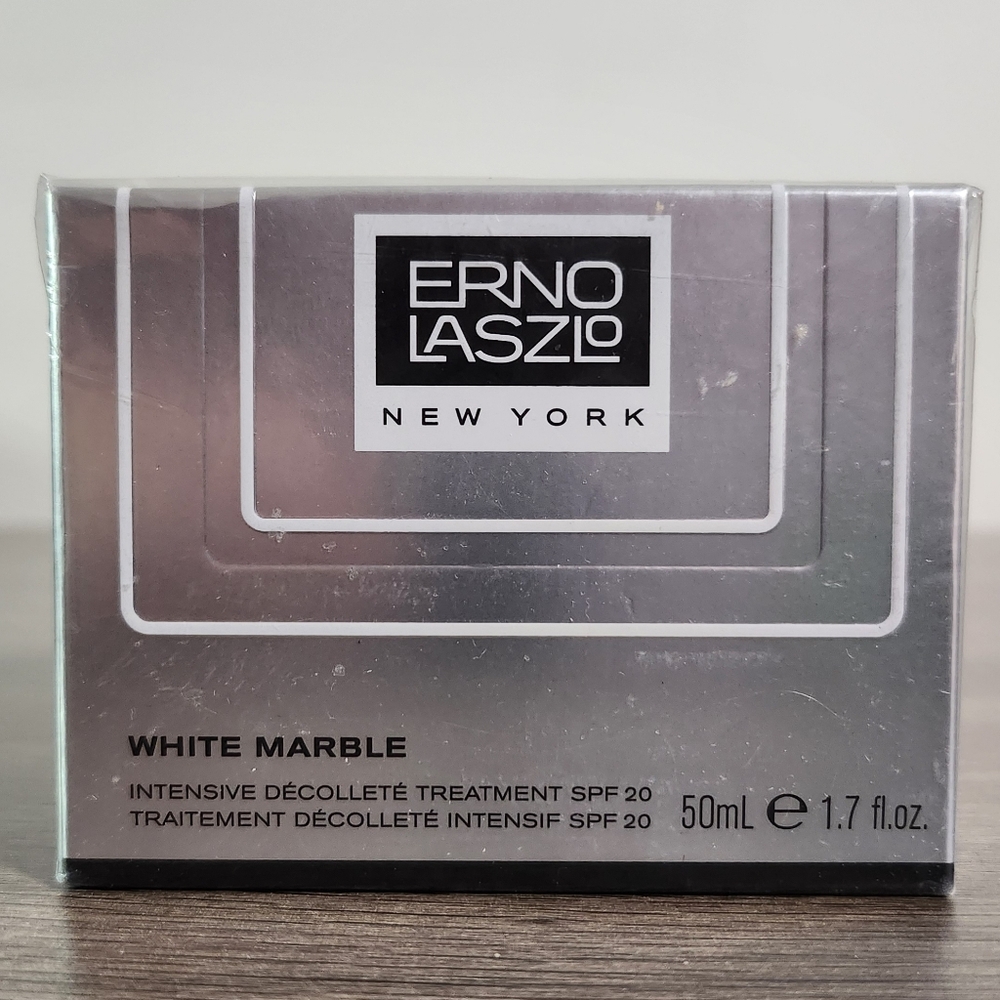 ERNO
LASZLO
NEW YORK
WHITE MARBLE
INTENSIVE DÉCOLLETÉ TREATMENT SPF 20
TRAITEMENT DÉCOLLETÉ INTENSIF SPF 20
50mL ℮ 1.7 fl.oz.